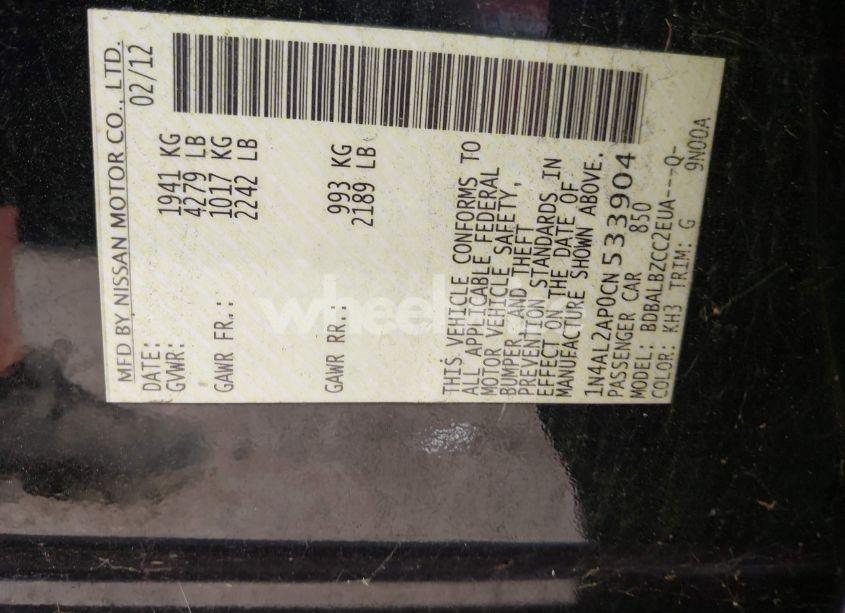 MFD BY NISSAN MOTOR CO., LTD.
DATE: 02/12
GVWR: 1941 KG
4279 LB
GAWR FR.: 1017 KG
2242 LB
GAWR RR.: 993 KG
2189 LB
THIS VEHICLE CONFORMS TO
ALL APPLICABLE FEDERAL
MOTOR VEHICLE SAFETY,
BUMPER, AND THEFT
PREVENTION STANDARDS IN
EFFECT ON THE DATE OF
MANUFACTURE SHOWN ABOVE.
1N4AL2AP0CN533904
PASSENGER CAR 850
MODEL: BDBALBZCC2EUA---Q-
COLOR: KH3 TRIM: G 9N00A